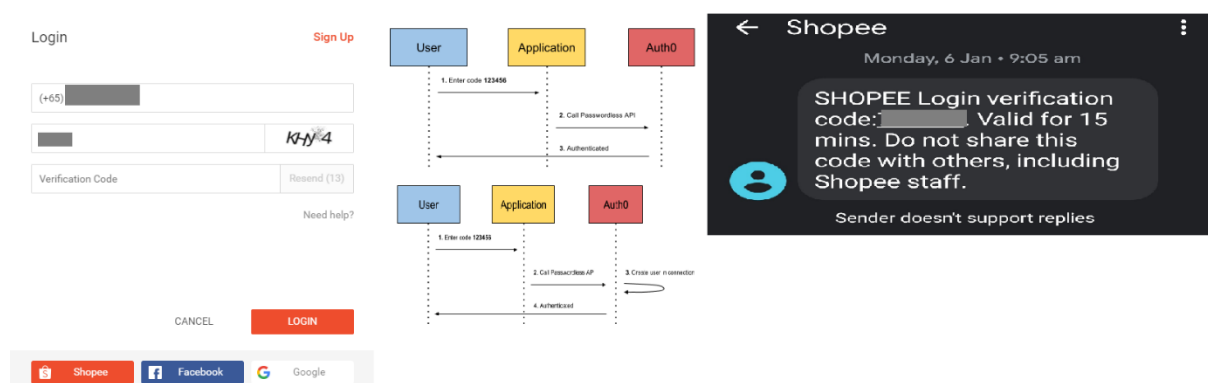 Login
Sign Up
(+65)
KHy4
Verification Code
Resend (13)
Need help?
CANCEL
LOGIN
Shopee
Facebook
Google
User
Application
Auth0
1. Enter code 123456
2. Call Passwordless API
3. Authenticated
User
Application
Auth0
1. Enter code 123456
2. Call Passwordless API
3. Create user in connection
4. Authenticated
Shopee
Monday, 6 Jan • 9:05 am
SHOPEE Login verification
code: . Valid for 15
mins. Do not share this
code with others, including
Shopee staff.
Sender doesn't support replies